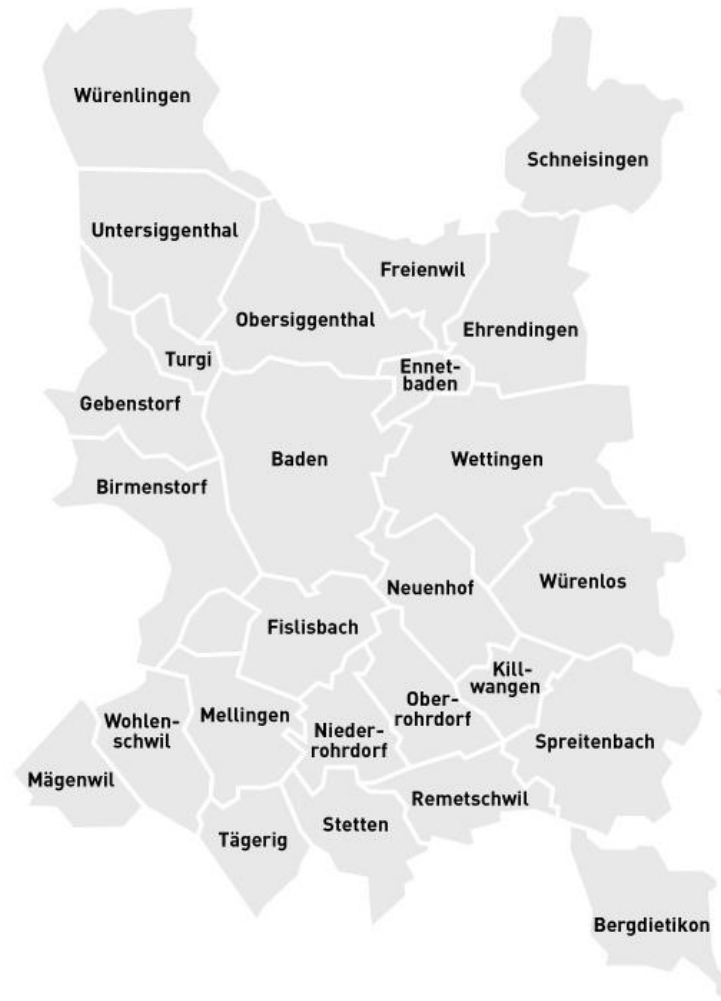 Würenlingen
Schneisingen
Untersiggenthal
Freienwil
Obersiggenthal
Ehrendingen
Turgi
Ennet-
baden
Gebenstorf
Baden
Wettingen
Birmenstorf
Würenlos
Neuenhof
Fislisbach
Kill-
wangen
Ober-
rohrdorf
Mellingen
Wohlen-
schwil
Nieder-
rohrdorf
Spreitenbach
Mägenwil
Remetschwil
Stetten
Tägerig
Bergdietikon